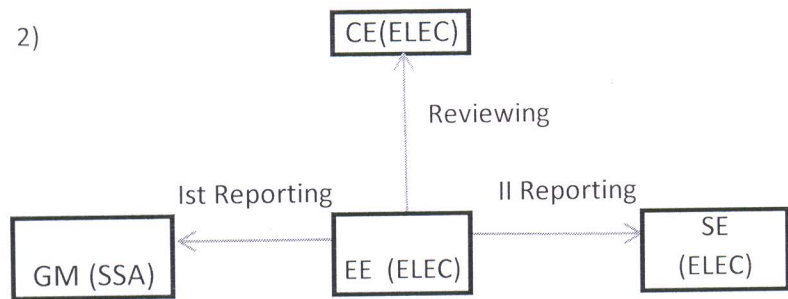 2)
CE(ELEC)
Reviewing
Ist Reporting
II Reporting
GM (SSA)
EE (ELEC)
SE
(ELEC)